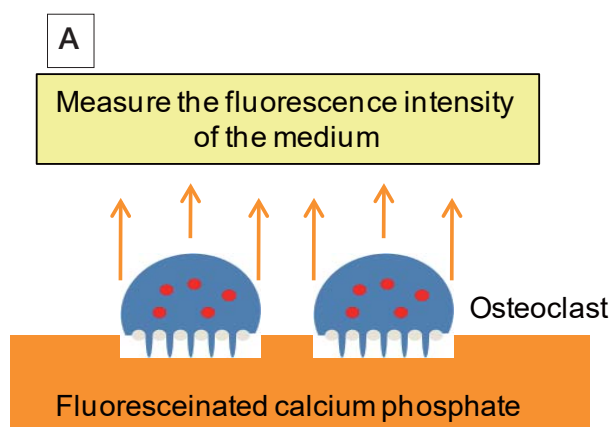 A
Measure the fluorescence intensity
of the medium
Osteoclast
Fluoresceinated calcium phosphate